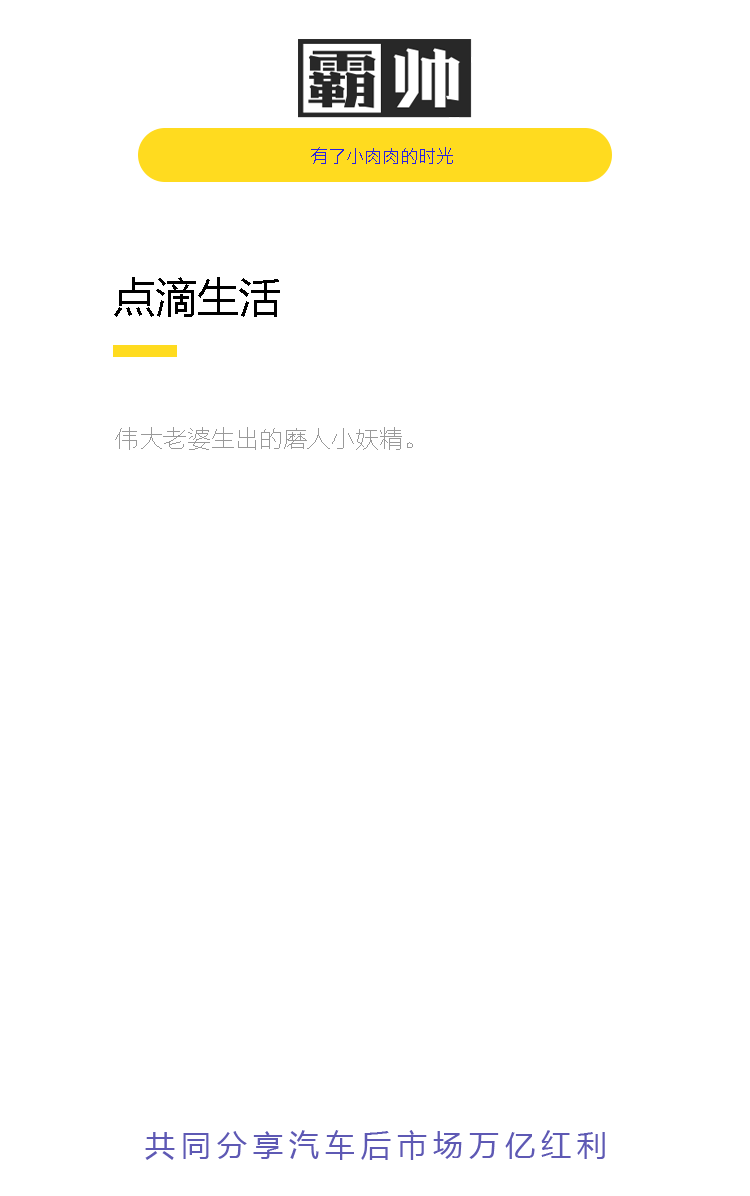 霸帅
有了小肉肉的时光
点滴生活
伟大老婆生出的磨人小妖精。
共同分享汽车后市场万亿红利